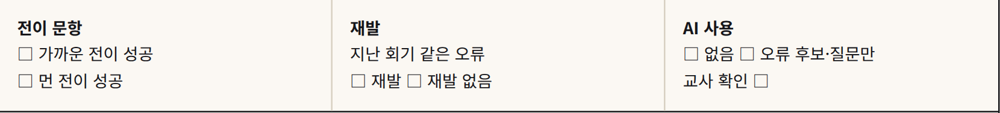 전이 문항
□ 가까운 전이 성공
□ 먼 전이 성공
재발
지난 회기 같은 오류
□ 재발 □ 재발 없음
AI 사용
□ 없음 □ 오류 후보·질문만
교사 확인 □